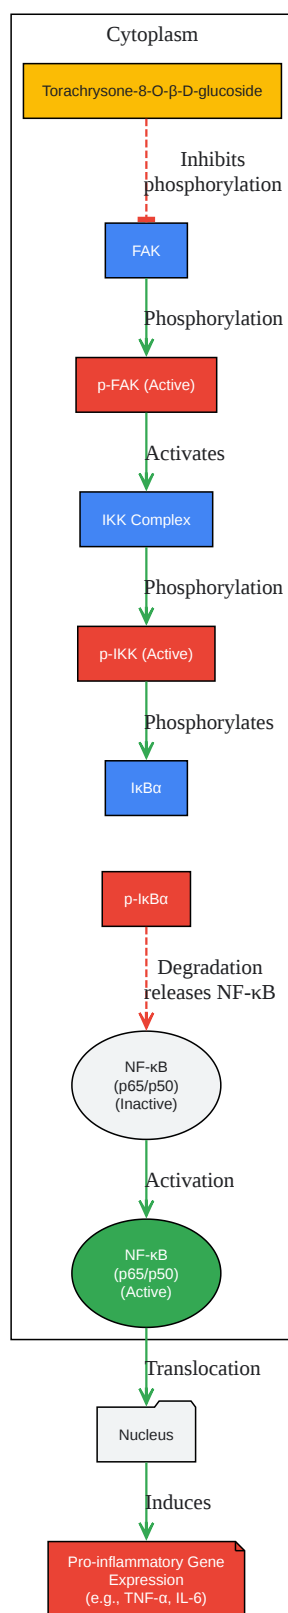 Cytoplasm
Torachrysone-8-O-β-D-glucoside
Inhibits
phosphorylation
FAK
Phosphorylation
p-FAK (Active)
Activates
IKK Complex
Phosphorylation
p-IKK (Active)
Phosphorylates
IκBα
p-IκBα
Degradation
releases NF-κB
NF-κB
(p65/p50)
(Inactive)
Activation
NF-κB
(p65/p50)
(Active)
Translocation
Nucleus
Induces
Pro-inflammatory Gene
Expression
(e.g., TNF-α, IL-6)